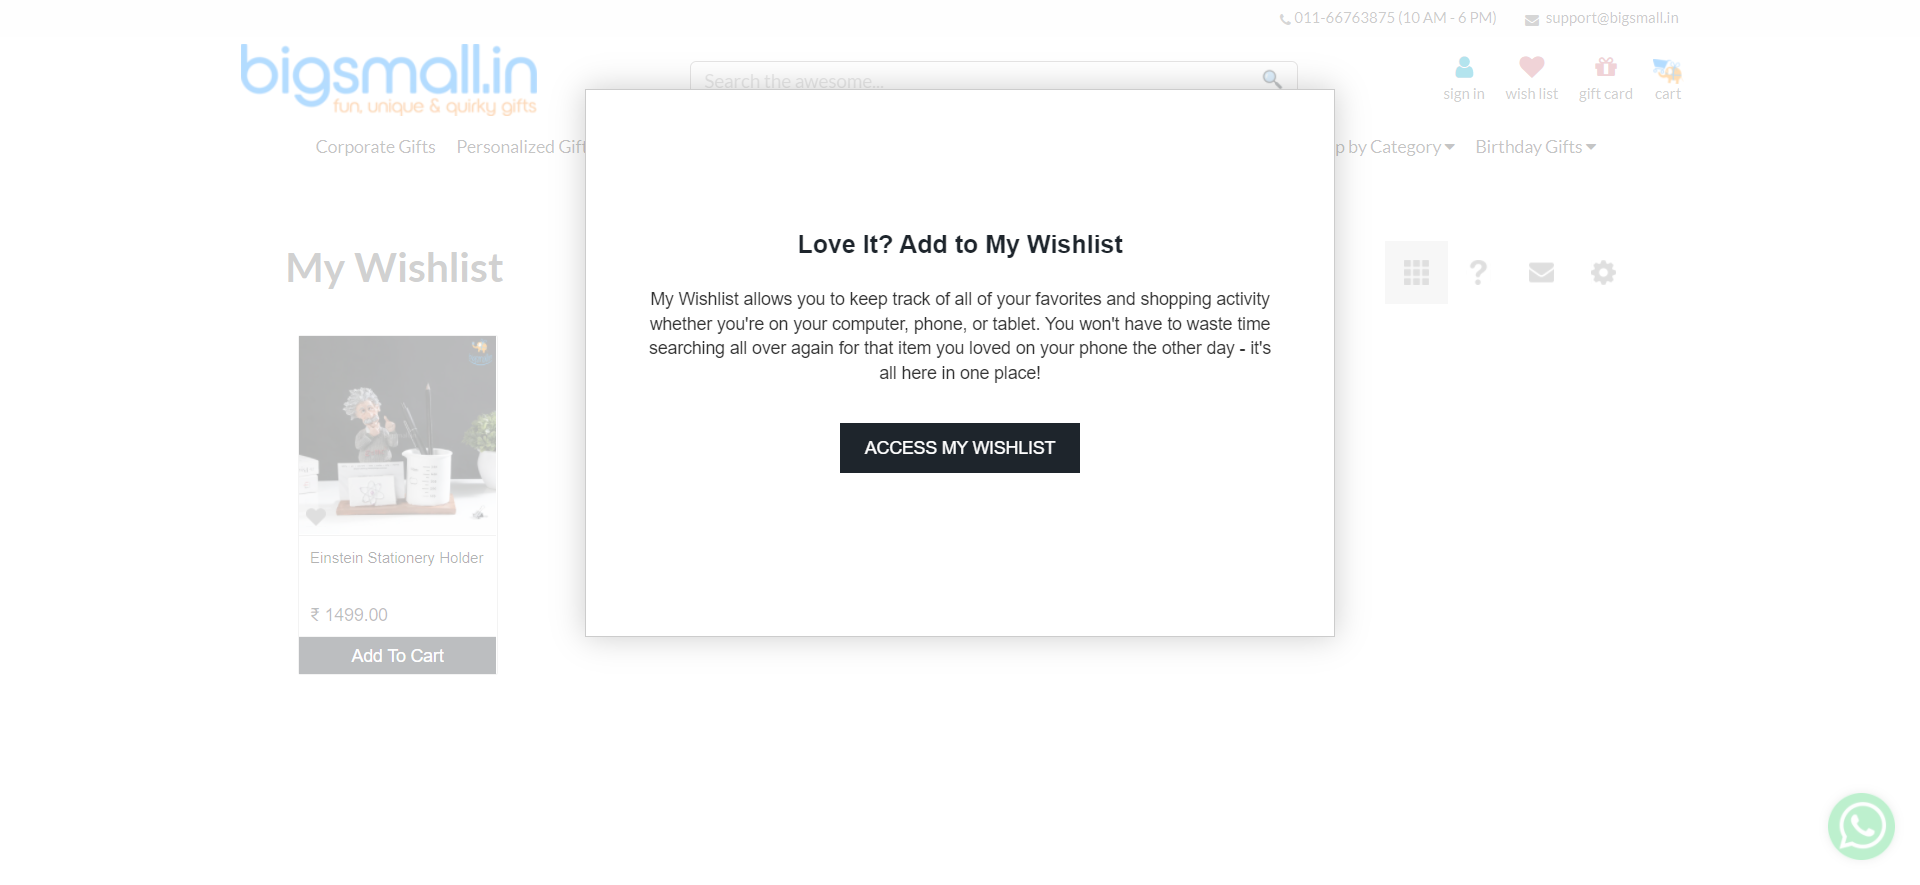 011-66763875 (10 AM - 6 PM) support@bigsmall.in
bigsmall.in
fun, unique & quirky gifts
Search the awesome...
sign in wish list gift card cart
Corporate Gifts Personalized Gif p by Category Birthday Gifts
Love It? Add to My Wishlist
My Wishlist
My Wishlist allows you to keep track of all of your favorites and shopping activity
whether you're on your computer, phone, or tablet. You won't have to waste time
searching all over again for that item you loved on your phone the other day - it's
all here in one place!
ACCESS MY WISHLIST
Einstein Stationery Holder
₹ 1499.00
Add To Cart